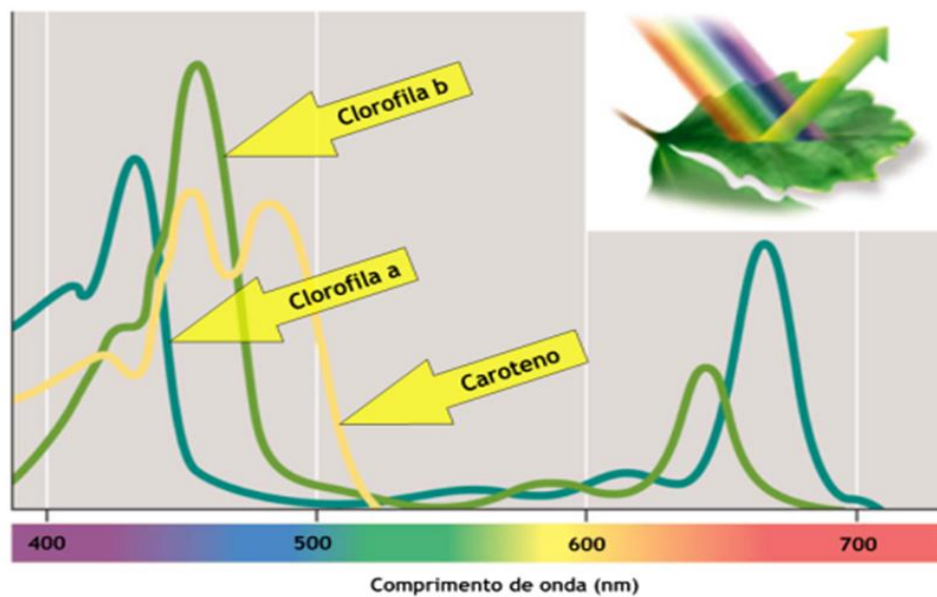 Clorofila b
Clorofila a
Caroteno
400 500 600 700
Comprimento de onda (nm)